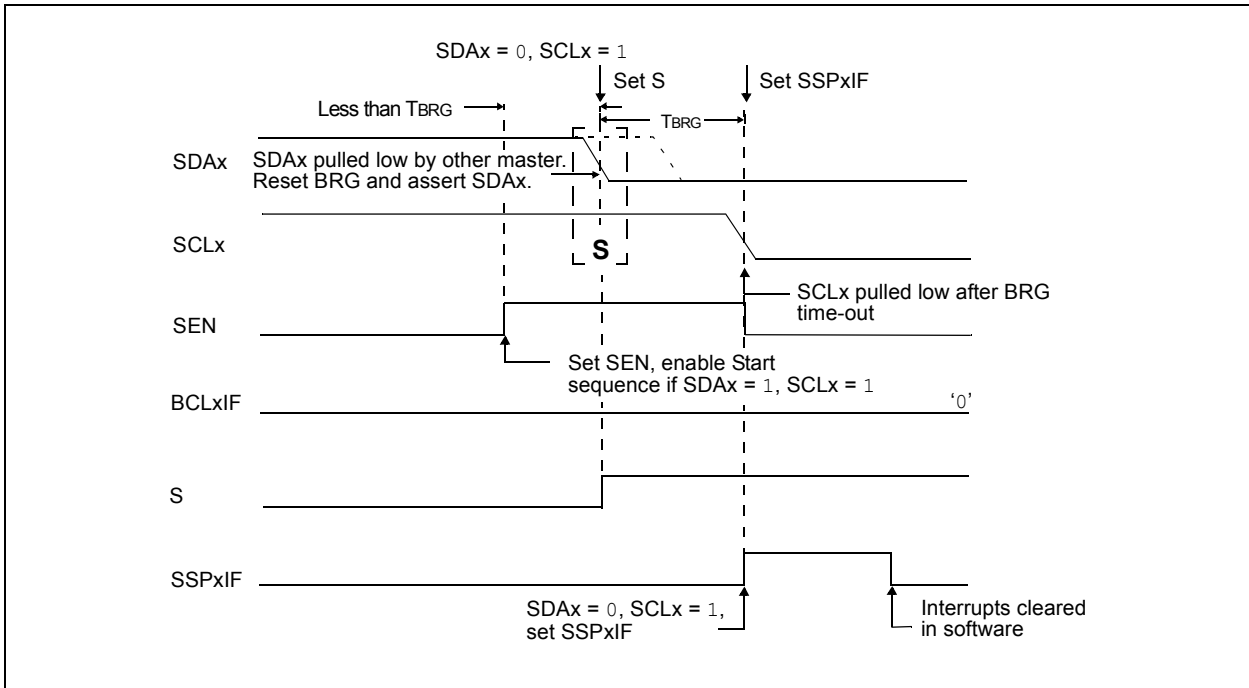 SDAx = 0, SCLx = 1
Set S
Set SSPxIF
Less than TBRG
TBRG
SDAx
SDAx pulled low by other master.
Reset BRG and assert SDAx.
SCLx
S
SCLx pulled low after BRG
time-out
SEN
Set SEN, enable Start
sequence if SDAx = 1, SCLx = 1
BCLxIF
‘0’
S
SSPxIF
SDAx = 0, SCLx = 1,
set SSPxIF
Interrupts cleared
in software